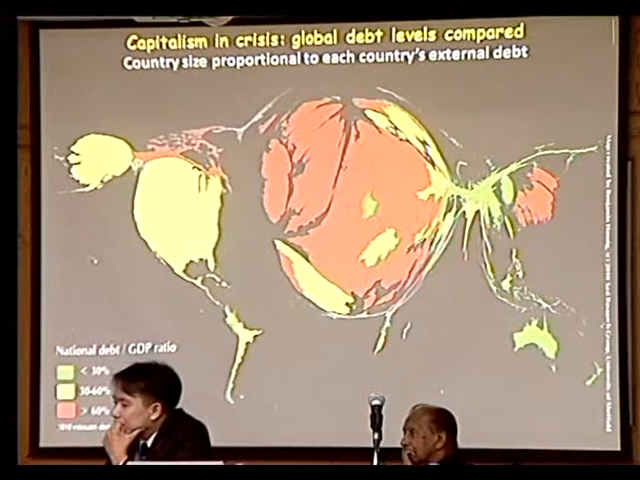 Capitalism in crisis: global debt levels compared
Country size proportional to each country's external debt
National debt / GDP ratio
< 30%
30-60%
> 60%